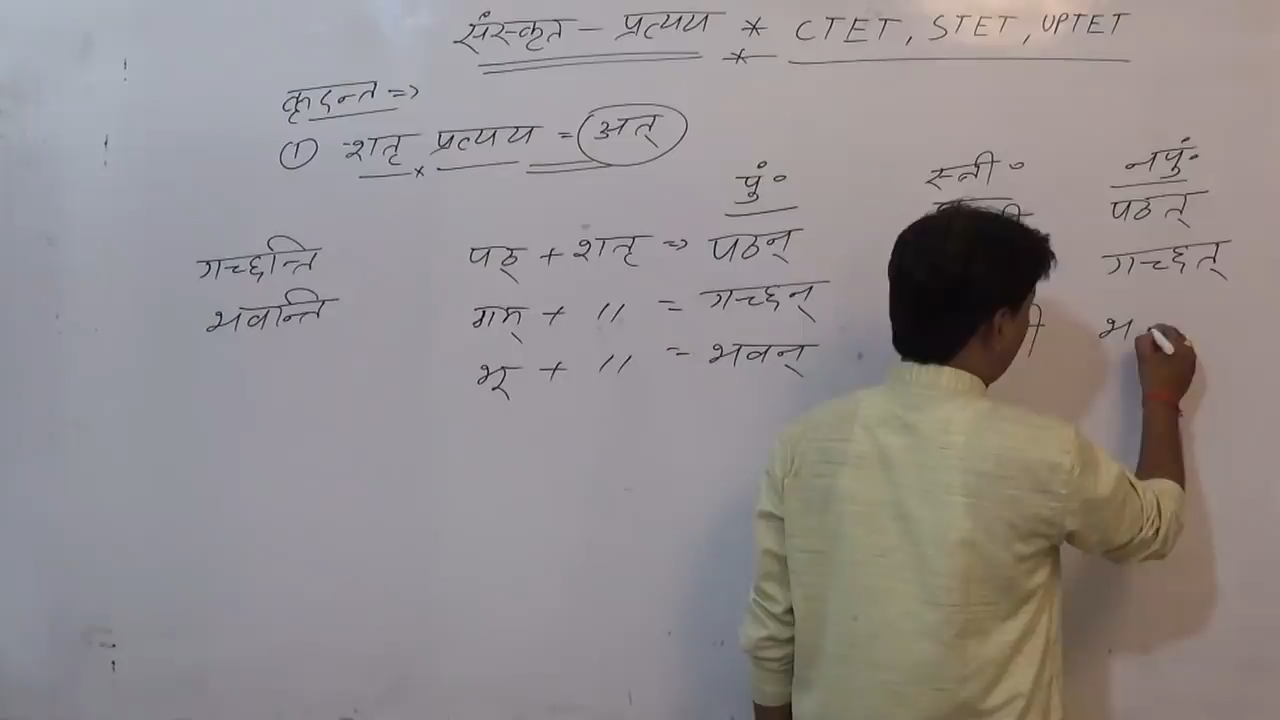 संस्कृत - प्रत्यय * CTET, STET, UPTET
*
कृदन्त =>
① शतृ प्रत्यय = अत्
पुं० स्त्री० नपुं०
पठत्
गच्छन्ति पठ् + शतृ => पठन् गच्छत्
भवन्ति गम् + " = गच्छन् भ
भू + " = भवन्